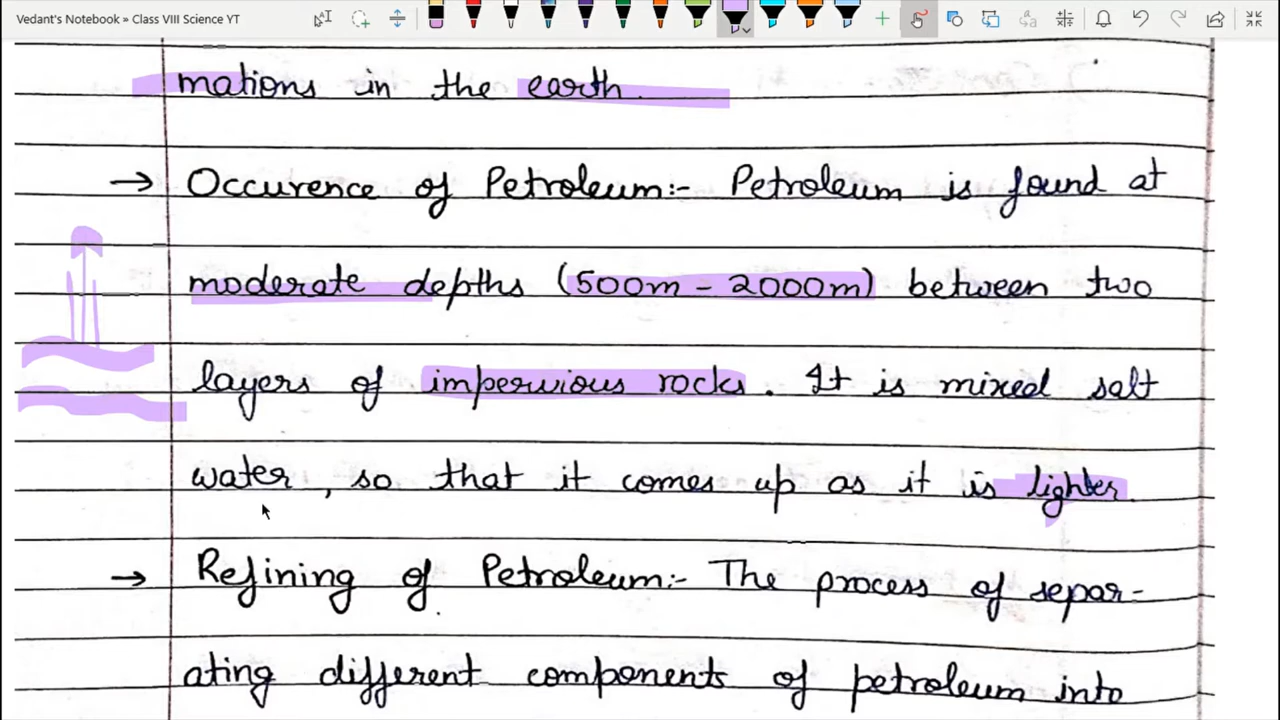 Vedant's Notebook » Class VIII Science YT
mations in the earth.
→ Occurence of Petroleum:- Petroleum is found at
moderate depths (500m - 2000m) between two
layers of impervious rocks. It is mixed salt
water, so that it comes up as it is lighter.
→ Refining of Petroleum:- The process of separ-
ating different components of petroleum into